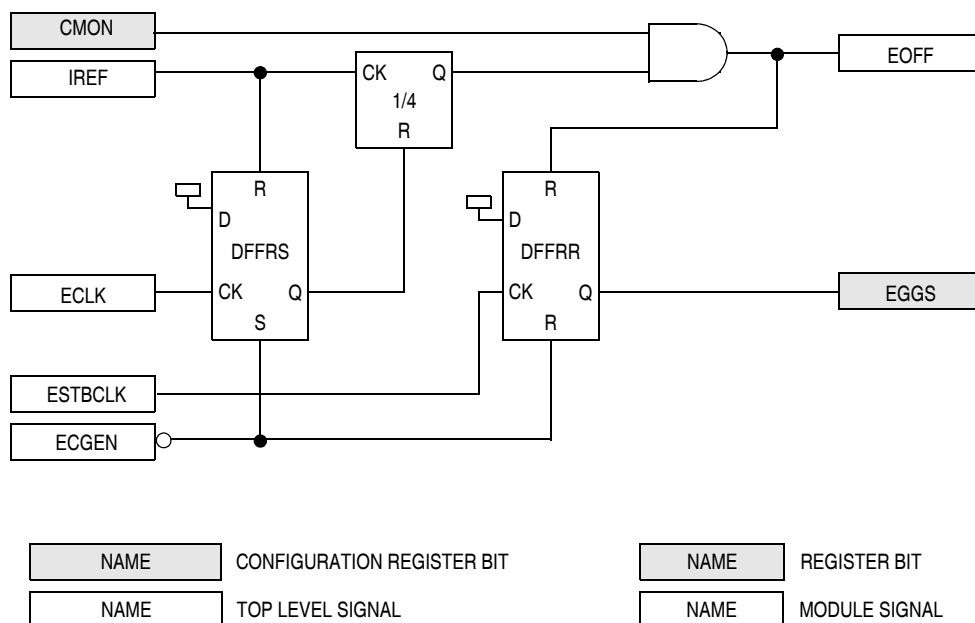 CMON
IREF
EOFF
CK Q
1/4
R
R
D
DFFRS
CK Q
S
R
D
DFFRR
CK Q
R
ECLK
EGGS
ESTBCLK
ECGEN
NAME CONFIGURATION REGISTER BIT
NAME REGISTER BIT
NAME TOP LEVEL SIGNAL
NAME MODULE SIGNAL